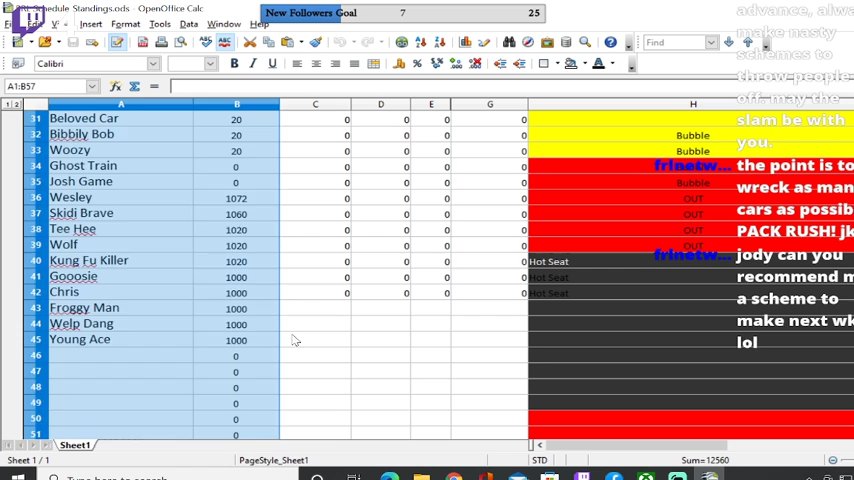 SRL Schedule Standings.ods - OpenOffice Calc
New Followers Goal 7 25
Insert Format Tools Data Window Help
Find
Calibri
A1:B57
A B C D E G H
31 Beloved Car 20 0 0 0 0
32 Bibbily Bob 20 0 0 0 0 Bubble
33 Woozy 20 0 0 0 0 Bubble
34 Ghost Train 0 0 0 0 0
35 Josh Game 0 0 0 0 0 Bubble
36 Wesley 1072 0 0 0 0 OUT
37 Skidi Brave 1060 0 0 0 0 OUT
38 Tee Hee 1020 0 0 0 0 OUT
39 Wolf 1020 0 0 0 0 OUT
40 Kung Fu Killer 1020 0 0 0 0 Hot Seat
41 Gooosie 1000 0 0 0 0 Hot Seat
42 Chris 1000 0 0 0 0 Hot Seat
43 Froggy Man 1000
44 Welp Dang 1000
45 Young Ace 1000
46 0
47 0
48 0
49 0
50 0
51 0
advance, alwa
make nasty
schemes to
throw people
off. may the
slam be with
you.
frlnetw... the point is to
wreck as man
cars as possib
PACK RUSH! jk
frlnetw... jody can you
recommend m
a scheme to
make next wk
lol
Sheet1
Sheet 1 / 1 PageStyle_Sheet1 STD Sum=12560
Type here to search